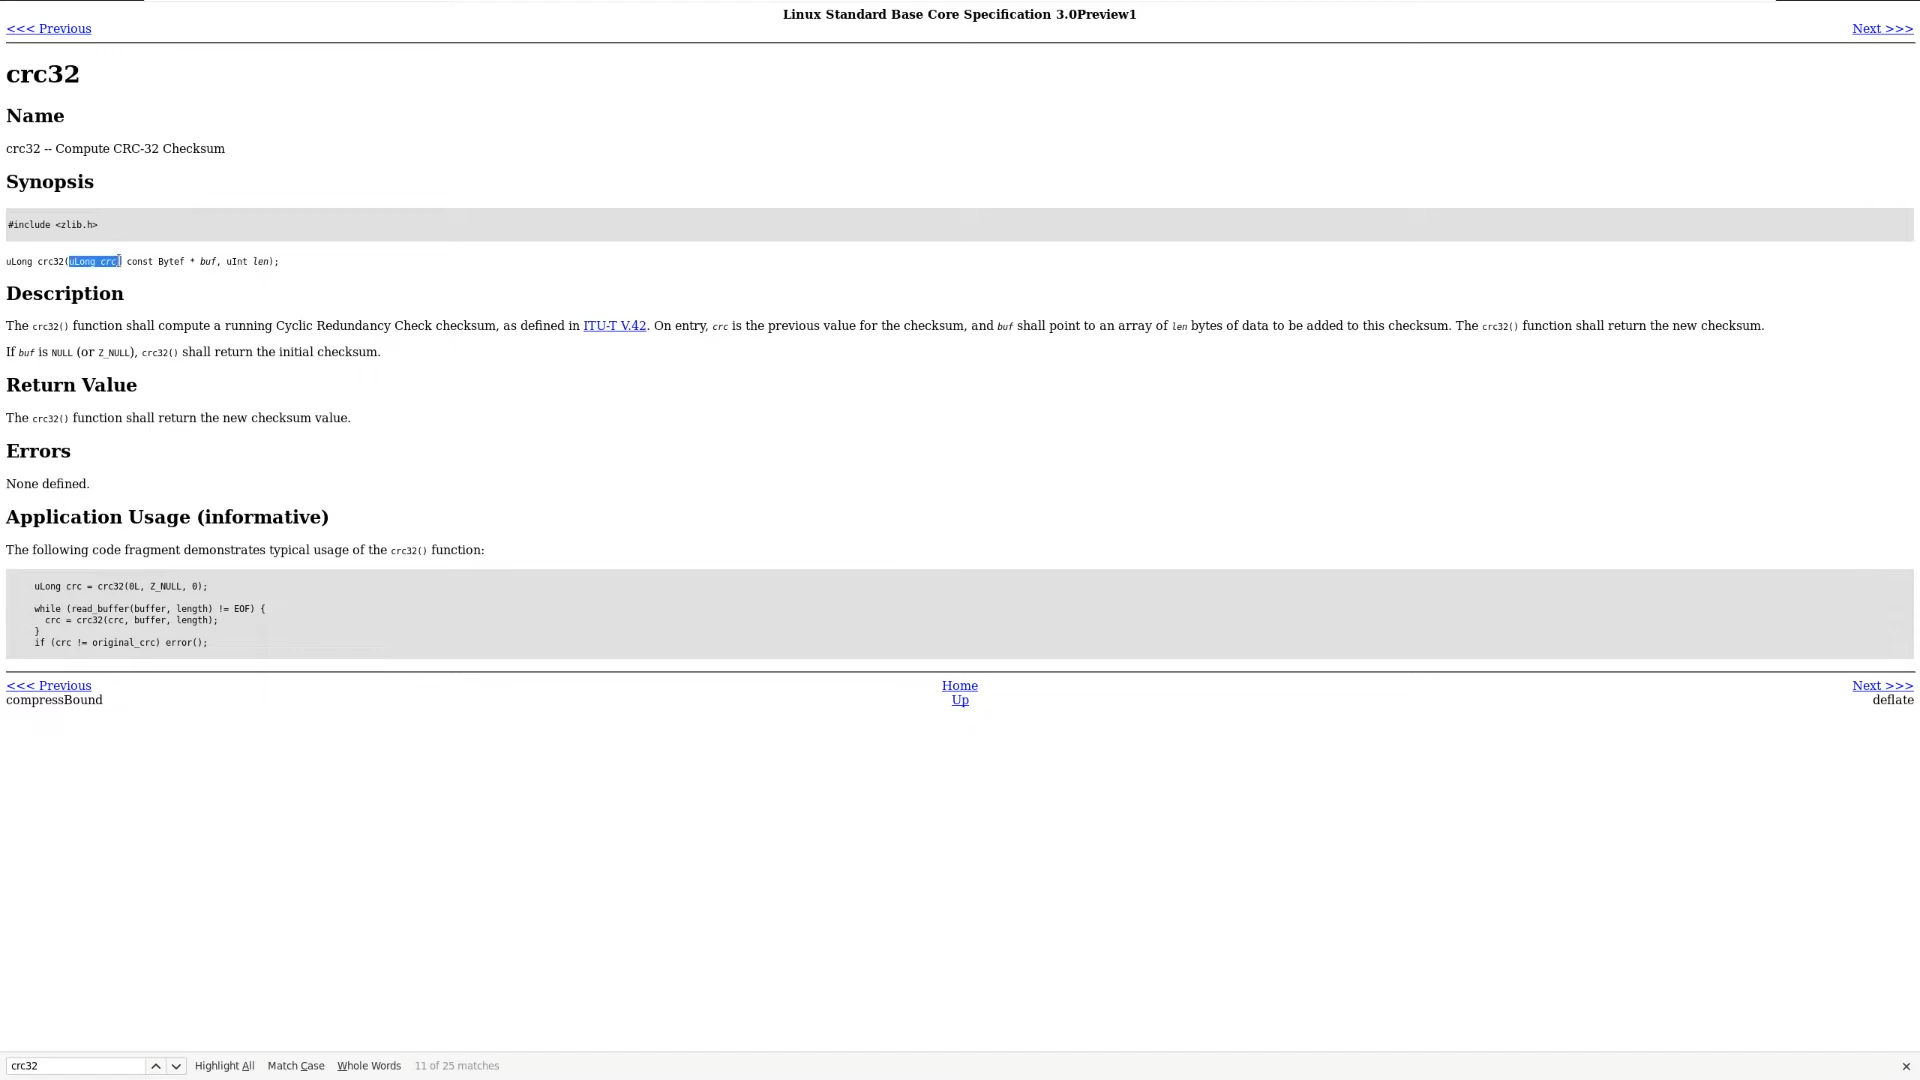 Linux Standard Base Core Specification 3.0Preview1
<<< Previous Next >>>
crc32
Name
crc32 -- Compute CRC-32 Checksum
Synopsis
#include <zlib.h>
uLong crc32(uLong crc, const Bytef * buf, uInt len);
Description
The crc32() function shall compute a running Cyclic Redundancy Check checksum, as defined in ITU-T V.42. On entry, crc is the previous value for the checksum, and buf shall point to an array of len bytes of data to be added to this checksum. The crc32() function shall return the new checksum.
If buf is NULL (or Z_NULL), crc32() shall return the initial checksum.
Return Value
The crc32() function shall return the new checksum value.
Errors
None defined.
Application Usage (informative)
The following code fragment demonstrates typical usage of the crc32() function:
uLong crc = crc32(0L, Z_NULL, 0);
while (read_buffer(buffer, length) != EOF) {
crc = crc32(crc, buffer, length);
}
if (crc != original_crc) error();
<<< Previous Home Next >>>
compressBound Up deflate
crc32 Highlight All Match Case Whole Words 11 of 25 matches